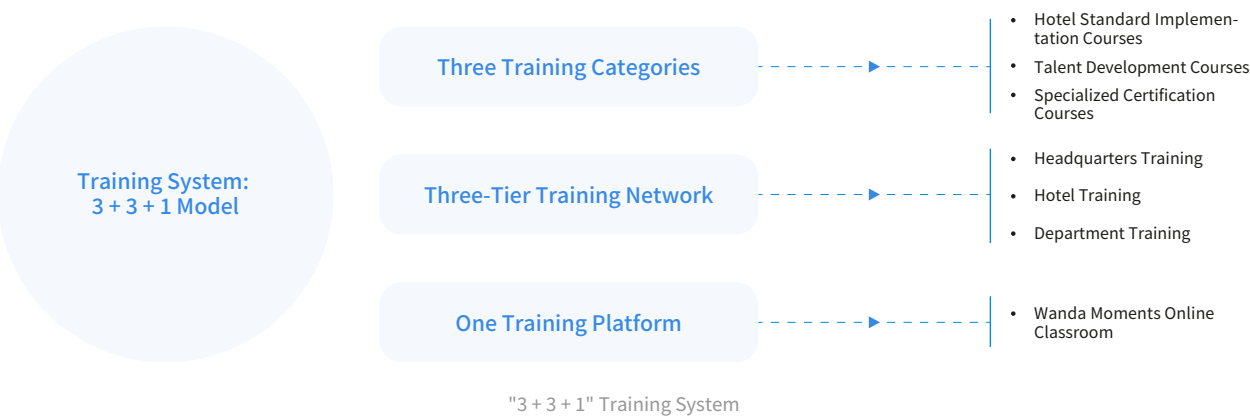 Training System:
3 + 3 + 1 Model
Three Training Categories
• Hotel Standard Implemen-
tation Courses
• Talent Development Courses
• Specialized Certification
Courses
Three-Tier Training Network
• Headquarters Training
• Hotel Training
• Department Training
One Training Platform
• Wanda Moments Online
Classroom
"3 + 3 + 1" Training System